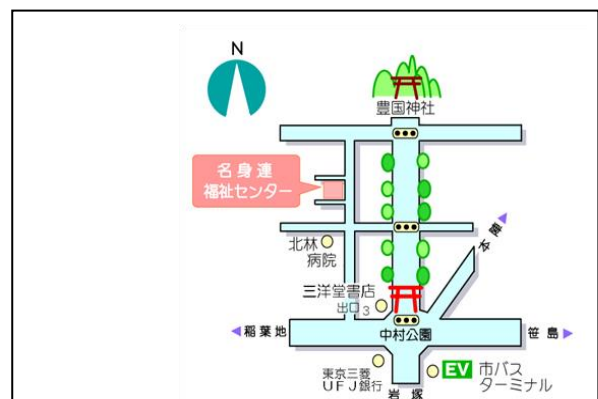 N
豊国神社
名身連
福祉センター
北林
病院
本陣
三洋堂書店
出口3
稲葉地
中村公園
笹島
東京三菱
UFJ銀行
EV
市バス
ターミナル
岩塚